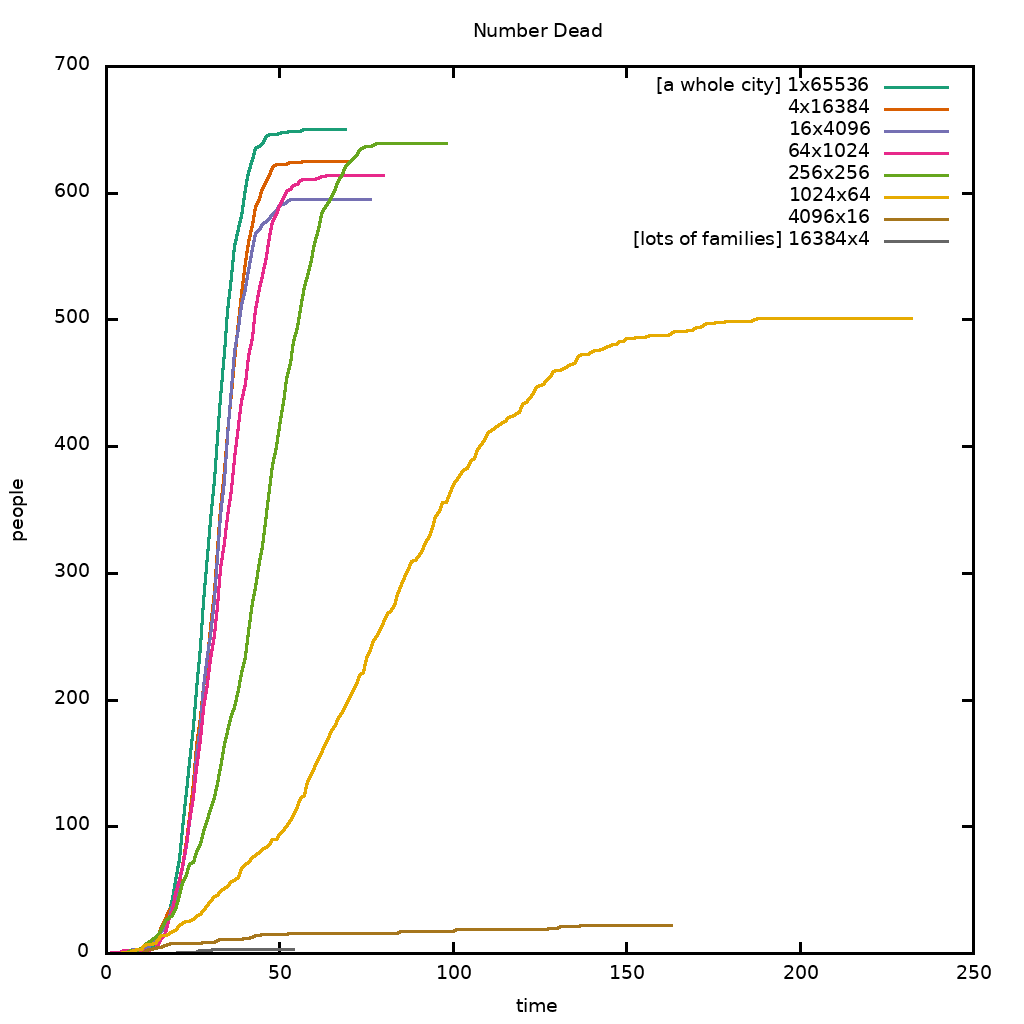 Number Dead
700
600
500
400
300
200
100
0
people
[a whole city] 1x65536
4x16384
16x4096
64x1024
256x256
1024x64
4096x16
[lots of families] 16384x4
0 50 100 150 200 250
time